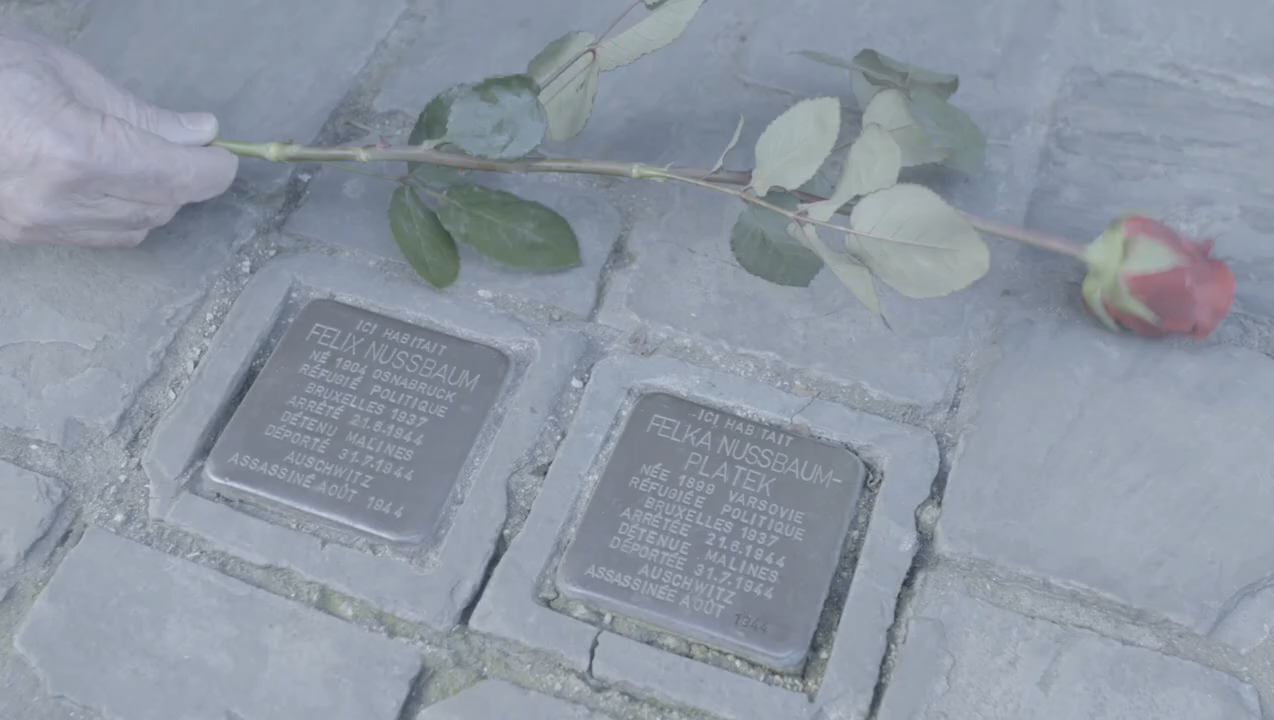 ICI HABITAIT
FELIX NUSSBAUM
NÉ 1904 OSNABRUCK
RÉFUGIÉ POLITIQUE
BRUXELLES 1937
ARRÊTÉ 21.6.1944
DÉTENU MALINES
DÉPORTÉ 31.7.1944
AUSCHWITZ
ASSASSINÉ AOÛT 1944
ICI HABITAIT
FELKA NUSSBAUM-
PLATEK
NÉE 1899 VARSOVIE
RÉFUGIÉE POLITIQUE
BRUXELLES 1937
ARRÊTÉE 21.6.1944
DÉTENUE MALINES
DÉPORTÉE 31.7.1944
AUSCHWITZ
ASSASSINÉE AOÛT 1944